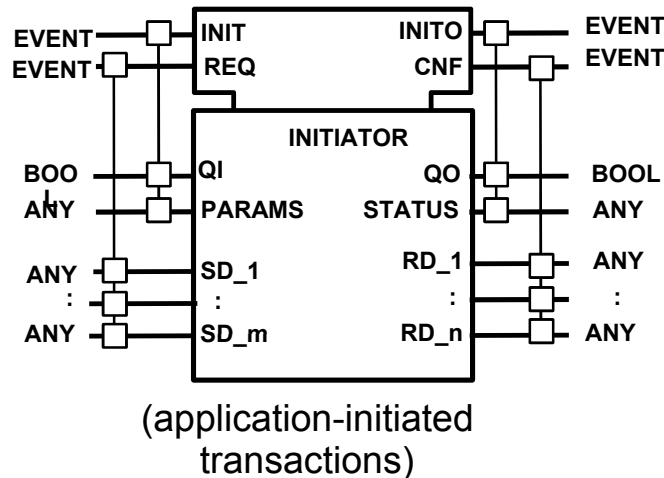 EVENT INIT INITO EVENT
EVENT REQ CNF EVENT
INITIATOR
BOO
L QI QO BOOL
ANY PARAMS STATUS ANY
ANY SD_1 RD_1 ANY
: : : :
ANY SD_m RD_n ANY
(application-initiated
transactions)